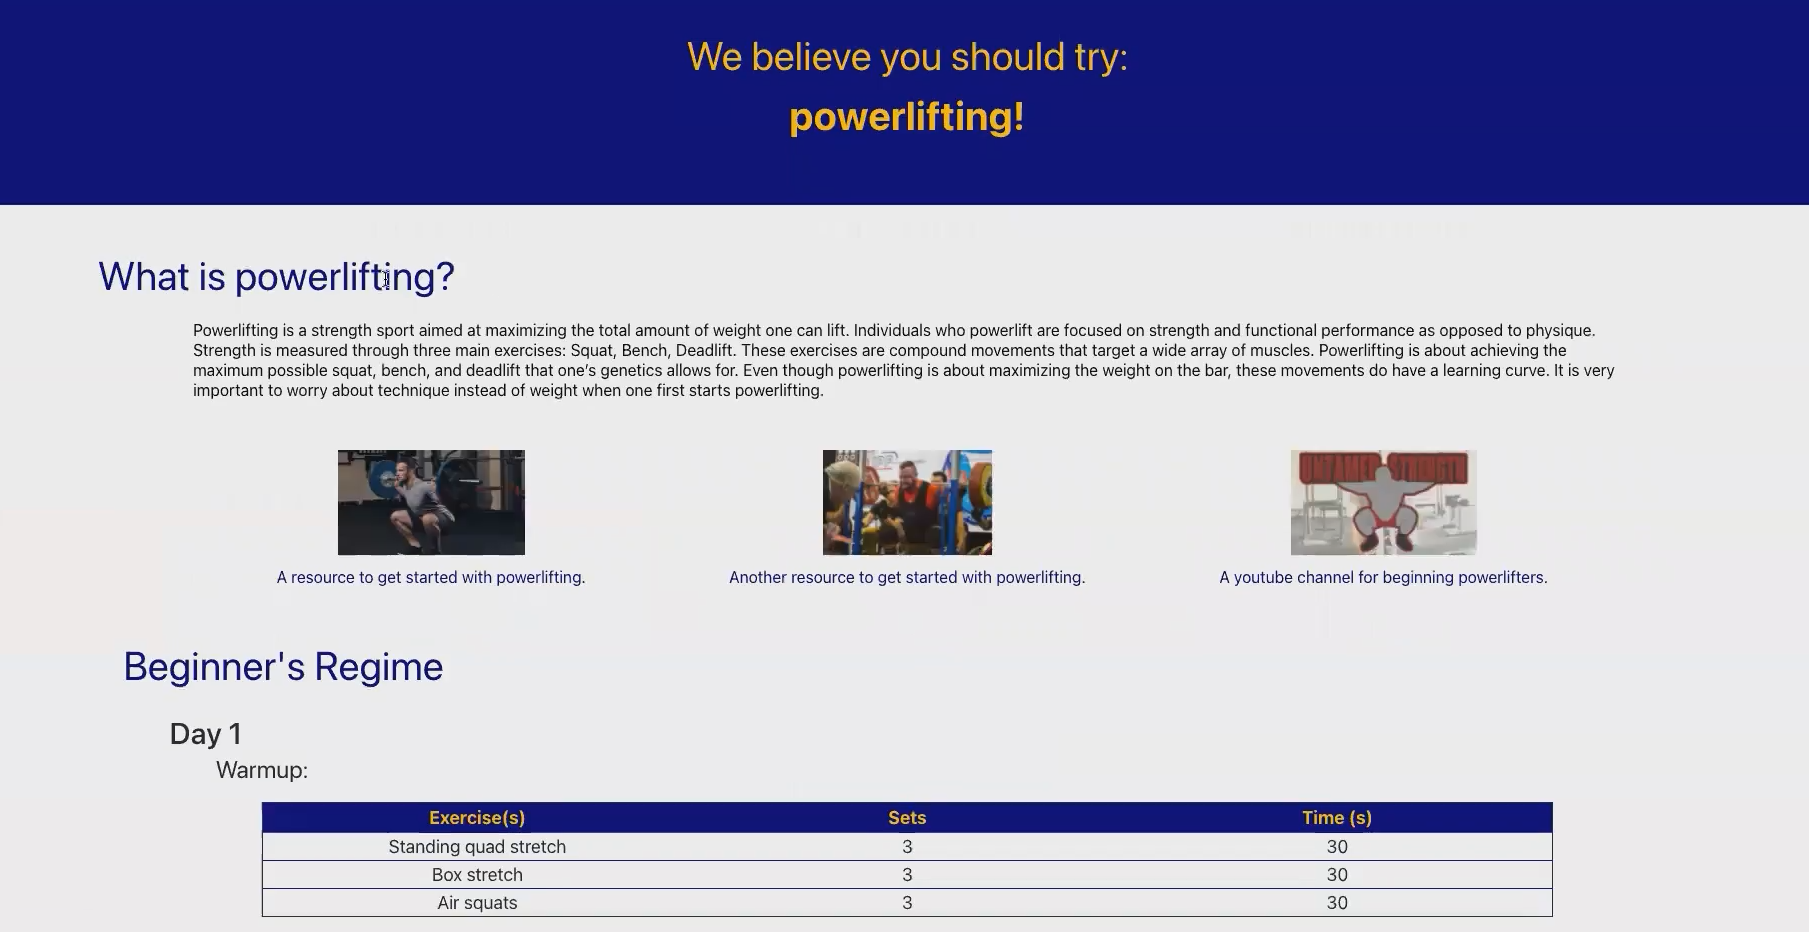 We believe you should try:
powerlifting!
What is powerlifting?
Powerlifting is a strength sport aimed at maximizing the total amount of weight one can lift. Individuals who powerlift are focused on strength and functional performance as opposed to physique.
Strength is measured through three main exercises: Squat, Bench, Deadlift. These exercises are compound movements that target a wide array of muscles. Powerlifting is about achieving the
maximum possible squat, bench, and deadlift that one’s genetics allows for. Even though powerlifting is about maximizing the weight on the bar, these movements do have a learning curve. It is very
important to worry about technique instead of weight when one first starts powerlifting.
UNTAMED STRENGTH
A resource to get started with powerlifting.
Another resource to get started with powerlifting.
A youtube channel for beginning powerlifters.
Beginner's Regime
Day 1
Warmup:
Exercise(s) Sets Time (s)
Standing quad stretch 3 30
Box stretch 3 30
Air squats 3 30